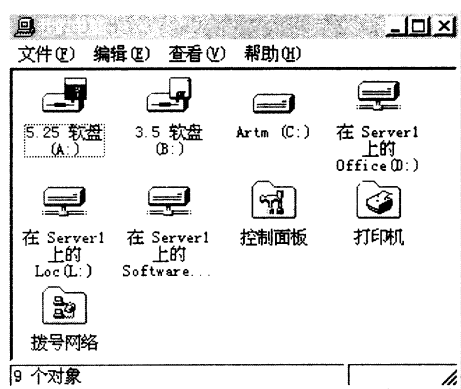 文件(F) 编辑(E) 查看(V) 帮助(H)
5.25 软盘
(A:)
3.5 软盘
(B:)
Artm (C:)
在 Server1
上的
Office(D:)
在 Server1
上的
Loc(L:)
在 Server1
上的
Software...
控制面板
打印机
拨号网络
9 个对象